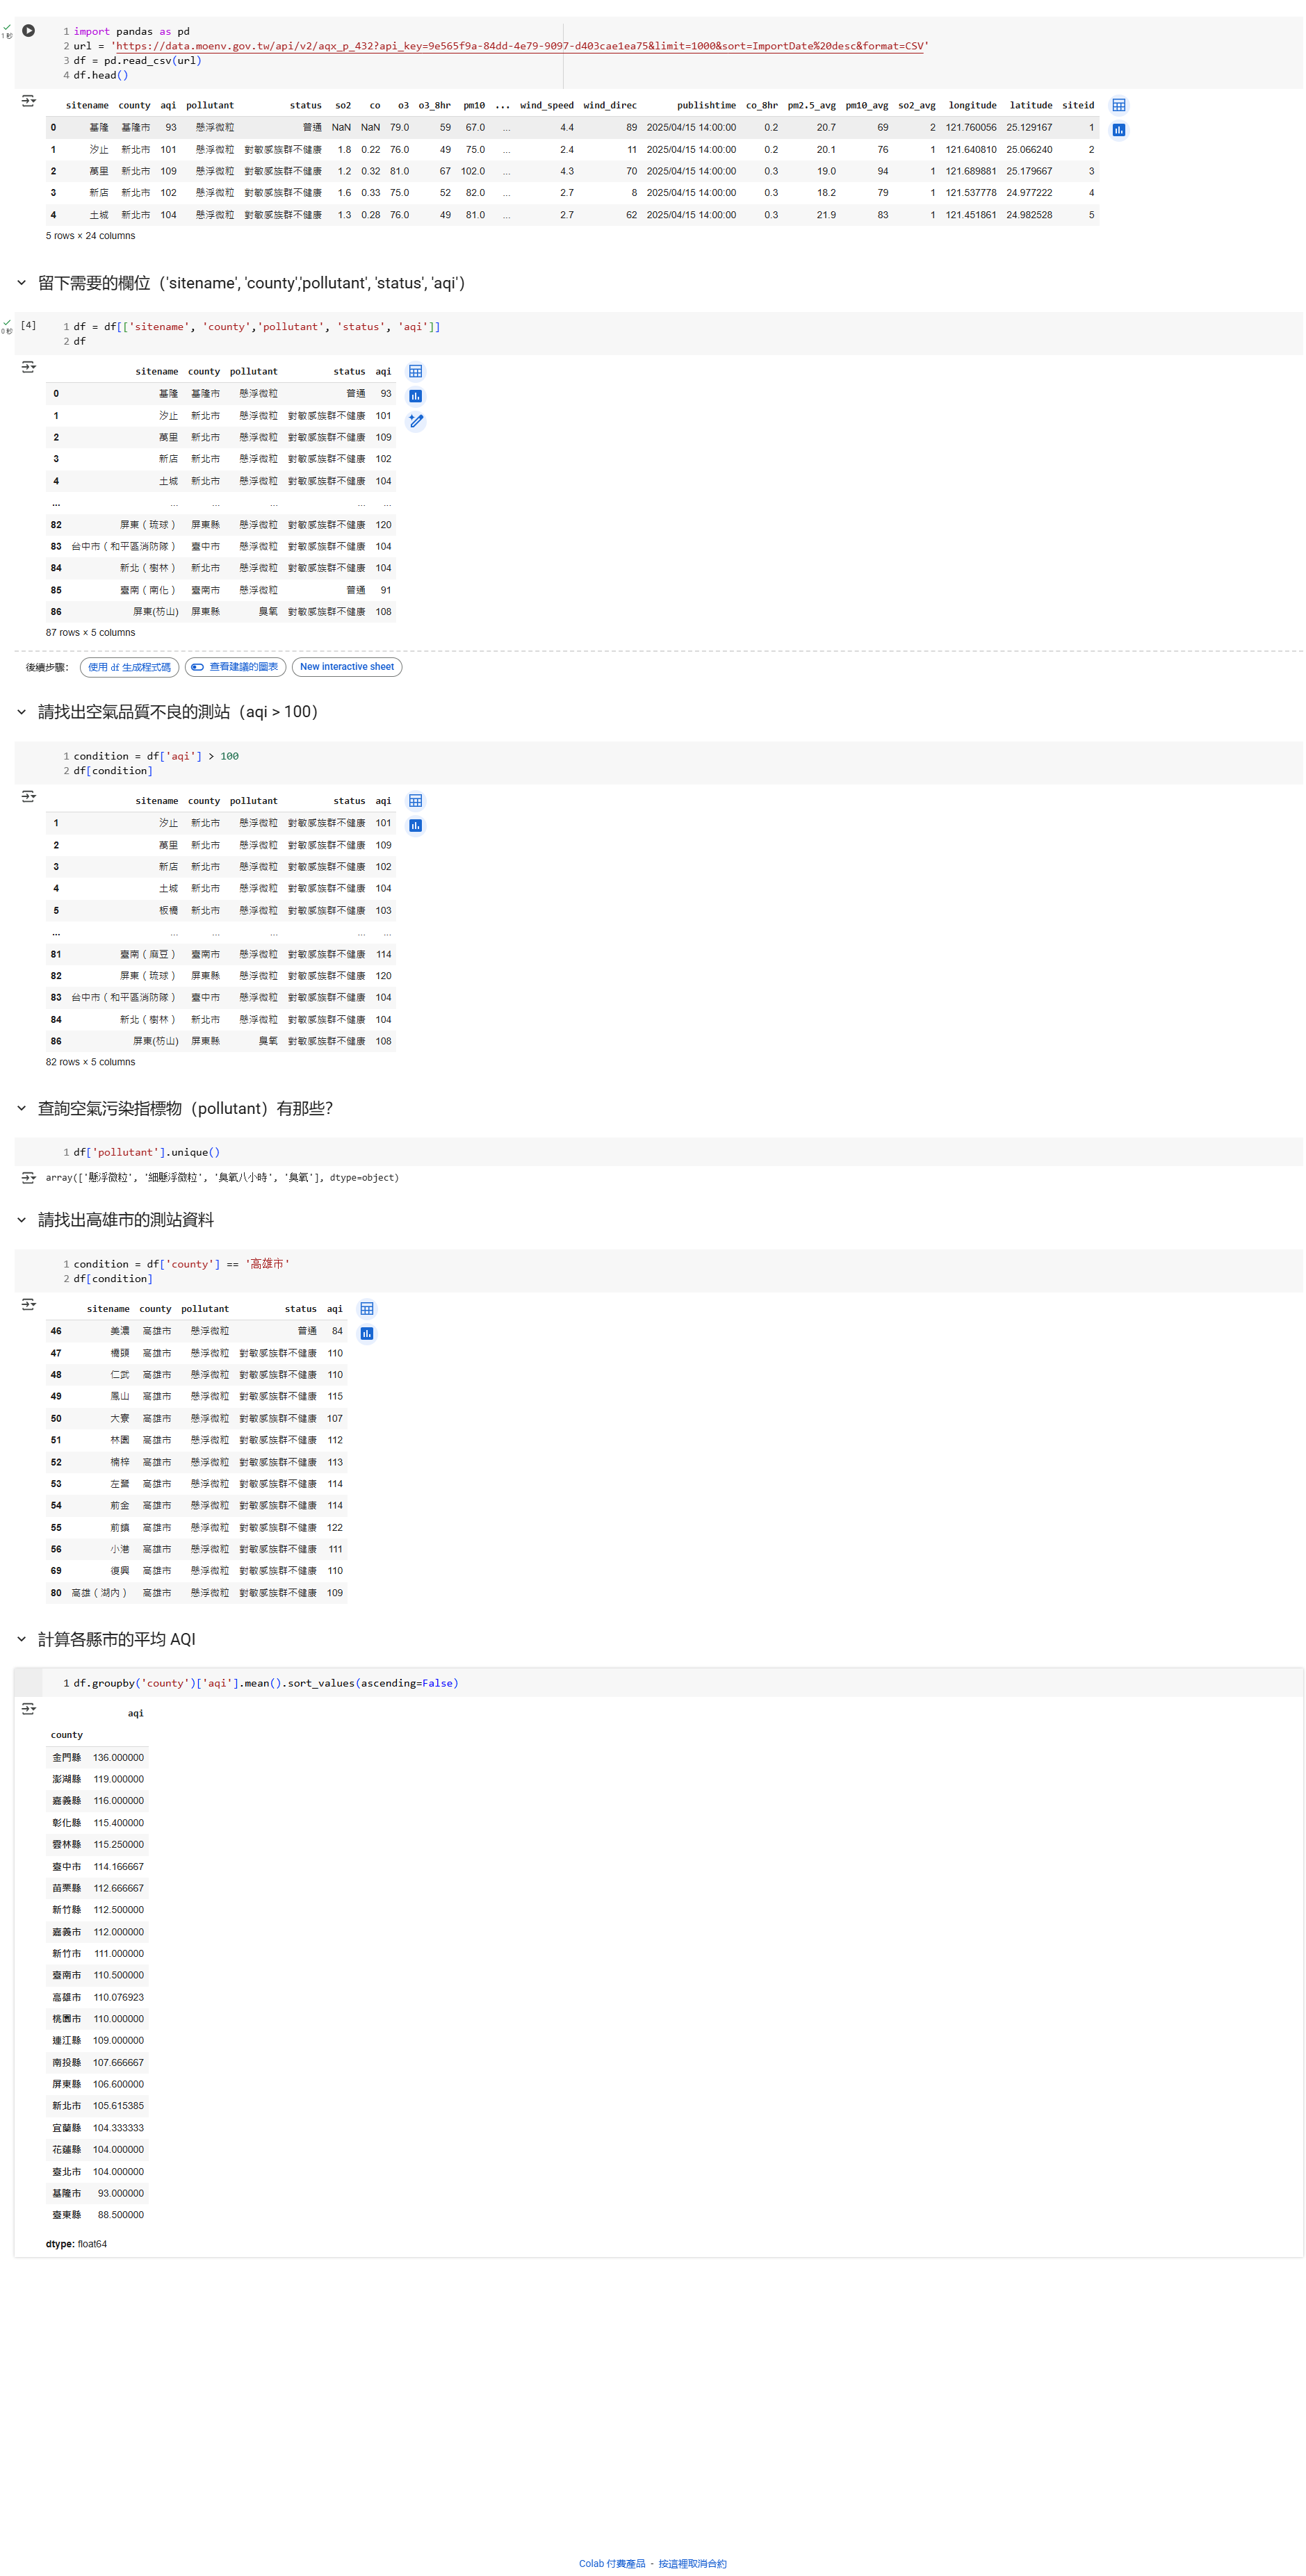 1 import pandas as pd
1 秒
2 url = 'https://data.moenv.gov.tw/api/v2/aqx_p_432?api_key=9e565f9a-84dd-4e79-9097-d403cae1ea75&limit=1000&sort=ImportDate%20desc&format=CSV'
3 df = pd.read_csv(url)
4 df.head()
sitename county aqi pollutant status so2 co o3 o3_8hr pm10 ... wind_speed wind_direc publishtime co_8hr pm2.5_avg pm10_avg so2_avg longitude latitude siteid
0 基隆 基隆市 93 懸浮微粒 普通 NaN NaN 79.0 59 67.0 ... 4.4 89 2025/04/15 14:00:00 0.2 20.7 69 2 121.760056 25.129167 1
1 汐止 新北市 101 懸浮微粒 對敏感族群不健康 1.8 0.22 76.0 49 75.0 ... 2.4 11 2025/04/15 14:00:00 0.2 20.1 76 1 121.640810 25.066240 2
2 萬里 新北市 109 懸浮微粒 對敏感族群不健康 1.2 0.32 81.0 67 102.0 ... 4.3 70 2025/04/15 14:00:00 0.3 19.0 94 1 121.689881 25.179667 3
3 新店 新北市 102 懸浮微粒 對敏感族群不健康 1.6 0.33 75.0 52 82.0 ... 2.7 8 2025/04/15 14:00:00 0.3 18.2 79 1 121.537778 24.977222 4
4 土城 新北市 104 懸浮微粒 對敏感族群不健康 1.3 0.28 76.0 49 81.0 ... 2.7 62 2025/04/15 14:00:00 0.3 21.9 83 1 121.451861 24.982528 5
5 rows × 24 columns
留下需要的欄位（'sitename', 'county','pollutant', 'status', 'aqi'）
[4] 1 df = df[['sitename', 'county','pollutant', 'status', 'aqi']]
0 秒
2 df
sitename county pollutant status aqi
0 基隆 基隆市 懸浮微粒 普通 93
1 汐止 新北市 懸浮微粒 對敏感族群不健康 101
2 萬里 新北市 懸浮微粒 對敏感族群不健康 109
3 新店 新北市 懸浮微粒 對敏感族群不健康 102
4 土城 新北市 懸浮微粒 對敏感族群不健康 104
... ... ... ... ... ...
82 屏東（琉球） 屏東縣 懸浮微粒 對敏感族群不健康 120
83 台中市（和平區消防隊） 臺中市 懸浮微粒 對敏感族群不健康 104
84 新北（樹林） 新北市 懸浮微粒 對敏感族群不健康 104
85 臺南（南化） 臺南市 懸浮微粒 普通 91
86 屏東(枋山) 屏東縣 臭氧 對敏感族群不健康 108
87 rows × 5 columns
後續步驟： 使用 df 生成程式碼 查看建議的圖表 New interactive sheet
請找出空氣品質不良的測站（aqi > 100）
1 condition = df['aqi'] > 100
2 df[condition]
sitename county pollutant status aqi
1 汐止 新北市 懸浮微粒 對敏感族群不健康 101
2 萬里 新北市 懸浮微粒 對敏感族群不健康 109
3 新店 新北市 懸浮微粒 對敏感族群不健康 102
4 土城 新北市 懸浮微粒 對敏感族群不健康 104
5 板橋 新北市 懸浮微粒 對敏感族群不健康 103
... ... ... ... ... ...
81 臺南（麻豆） 臺南市 懸浮微粒 對敏感族群不健康 114
82 屏東（琉球） 屏東縣 懸浮微粒 對敏感族群不健康 120
83 台中市（和平區消防隊） 臺中市 懸浮微粒 對敏感族群不健康 104
84 新北（樹林） 新北市 懸浮微粒 對敏感族群不健康 104
86 屏東(枋山) 屏東縣 臭氧 對敏感族群不健康 108
82 rows × 5 columns
查詢空氣污染指標物（pollutant）有那些？
1 df['pollutant'].unique()
array(['懸浮微粒', '細懸浮微粒', '臭氧八小時', '臭氧'], dtype=object)
請找出高雄市的測站資料
1 condition = df['county'] == '高雄市'
2 df[condition]
sitename county pollutant status aqi
46 美濃 高雄市 懸浮微粒 普通 84
47 橋頭 高雄市 懸浮微粒 對敏感族群不健康 110
48 仁武 高雄市 懸浮微粒 對敏感族群不健康 110
49 鳳山 高雄市 懸浮微粒 對敏感族群不健康 115
50 大寮 高雄市 懸浮微粒 對敏感族群不健康 107
51 林園 高雄市 懸浮微粒 對敏感族群不健康 112
52 楠梓 高雄市 懸浮微粒 對敏感族群不健康 113
53 左營 高雄市 懸浮微粒 對敏感族群不健康 114
54 前金 高雄市 懸浮微粒 對敏感族群不健康 114
55 前鎮 高雄市 懸浮微粒 對敏感族群不健康 122
56 小港 高雄市 懸浮微粒 對敏感族群不健康 111
69 復興 高雄市 懸浮微粒 對敏感族群不健康 110
80 高雄（湖內） 高雄市 懸浮微粒 對敏感族群不健康 109
計算各縣市的平均 AQI
1 df.groupby('county')['aqi'].mean().sort_values(ascending=False)
aqi
county
金門縣 136.000000
澎湖縣 119.000000
嘉義縣 116.000000
彰化縣 115.400000
雲林縣 115.250000
臺中市 114.166667
苗栗縣 112.666667
新竹縣 112.500000
嘉義市 112.000000
新竹市 111.000000
臺南市 110.500000
高雄市 110.076923
桃園市 110.000000
連江縣 109.000000
南投縣 107.666667
屏東縣 106.600000
新北市 105.615385
宜蘭縣 104.333333
花蓮縣 104.000000
臺北市 104.000000
基隆市 93.000000
臺東縣 88.500000
dtype: float64
Colab 付費產品 - 按這裡取消合約